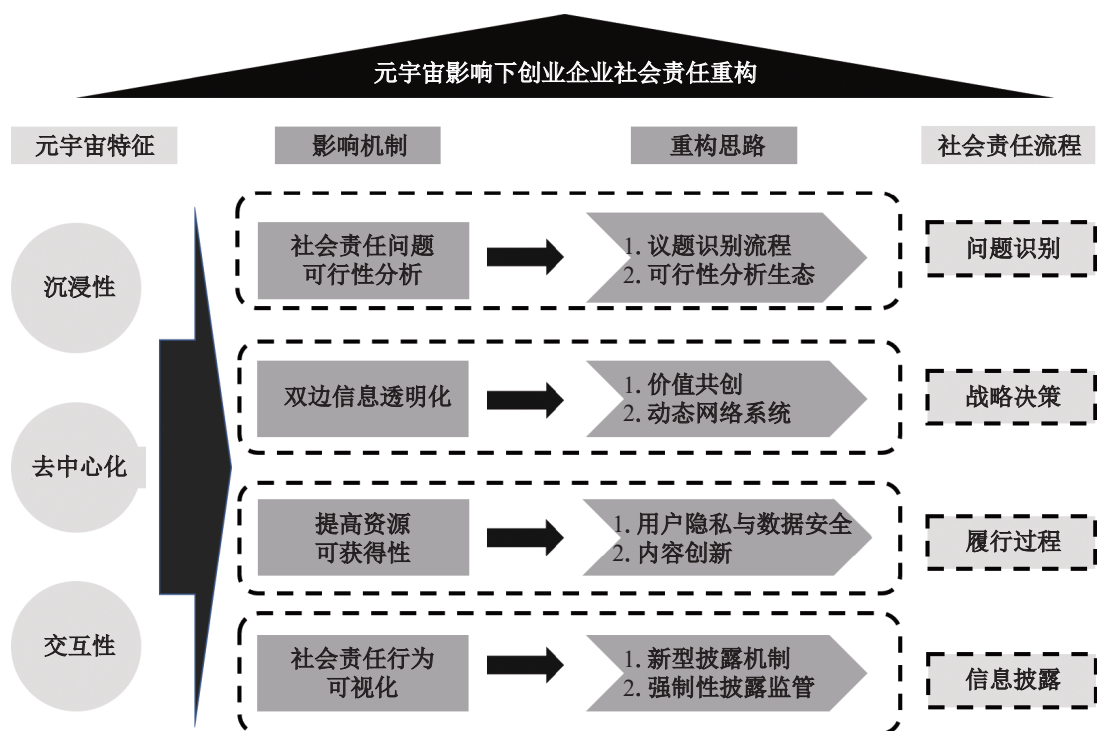 元宇宙影响下创业企业社会责任重构
元宇宙特征
影响机制
重构思路
社会责任流程
沉浸性
去中心化
交互性
社会责任问题
可行性分析
1. 议题识别流程
2. 可行性分析生态
问题识别
双边信息透明化
1. 价值共创
2. 动态网络系统
战略决策
提高资源
可获得性
1. 用户隐私与数据安全
2. 内容创新
履行过程
社会责任行为
可视化
1. 新型披露机制
2. 强制性披露监管
信息披露